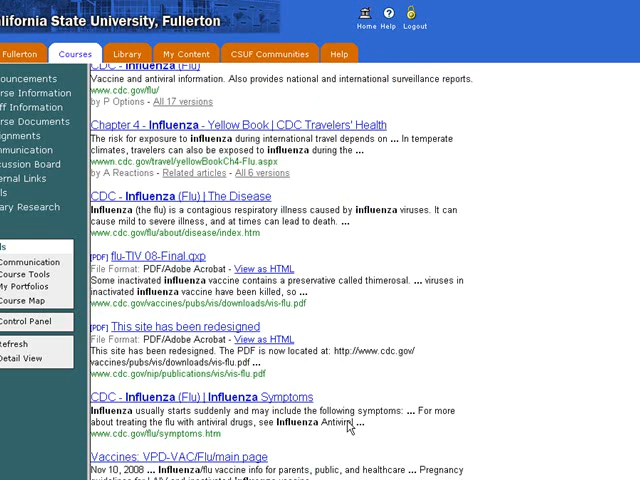 alifornia State University, Fullerton
Home Help Logout
Fullerton Courses Library My Content CSUF Communities Help
ouncements
rse Information
ff Information
rse Documents
ignments
munication
cussion Board
ernal Links
ls
ary Research
ls
Communication
Course Tools
My Portfolios
Course Map
Control Panel
Refresh
Detail View
CDC - Influenza (Flu)
Vaccine and antiviral information. Also provides national and international surveillance reports.
www.cdc.gov/flu/
by P Options - All 17 versions
Chapter 4 - Influenza - Yellow Book | CDC Travelers' Health
The risk for exposure to influenza during international travel depends on ... In temperate
climates, travelers can also be exposed to influenza during the ...
wwwn.cdc.gov/travel/yellowBookCh4-Flu.aspx
by A Reactions - Related articles - All 6 versions
CDC - Influenza (Flu) | The Disease
Influenza (the flu) is a contagious respiratory illness caused by influenza viruses. It can
cause mild to severe illness, and at times can lead to death. ...
www.cdc.gov/flu/about/disease/index.htm
[PDF] flu-TIV 08-Final.qxp
File Format: PDF/Adobe Acrobat - View as HTML
Some inactivated influenza vaccine contains a preservative called thimerosal. ... viruses in
inactivated influenza vaccine have been killed, so ...
www.cdc.gov/vaccines/pubs/vis/downloads/vis-flu.pdf
[PDF] This site has been redesigned
File Format: PDF/Adobe Acrobat - View as HTML
This site has been redesigned. The PDF is now located at: http://www.cdc.gov/
vaccines/pubs/vis/downloads/vis-flu.pdf ...
www.cdc.gov/nip/publications/vis/vis-flu.pdf
CDC - Influenza (Flu) | Influenza Symptoms
Influenza usually starts suddenly and may include the following symptoms: ... For more
about treating the flu with antiviral drugs, see Influenza Antiviral ...
www.cdc.gov/flu/symptoms.htm
Vaccines: VPD-VAC/Flu/main page
Nov 10, 2008 ... Influenza/flu vaccine info for parents, public, and healthcare ... Pregnancy
guidelines for LAIV and inactivated influenza vaccine